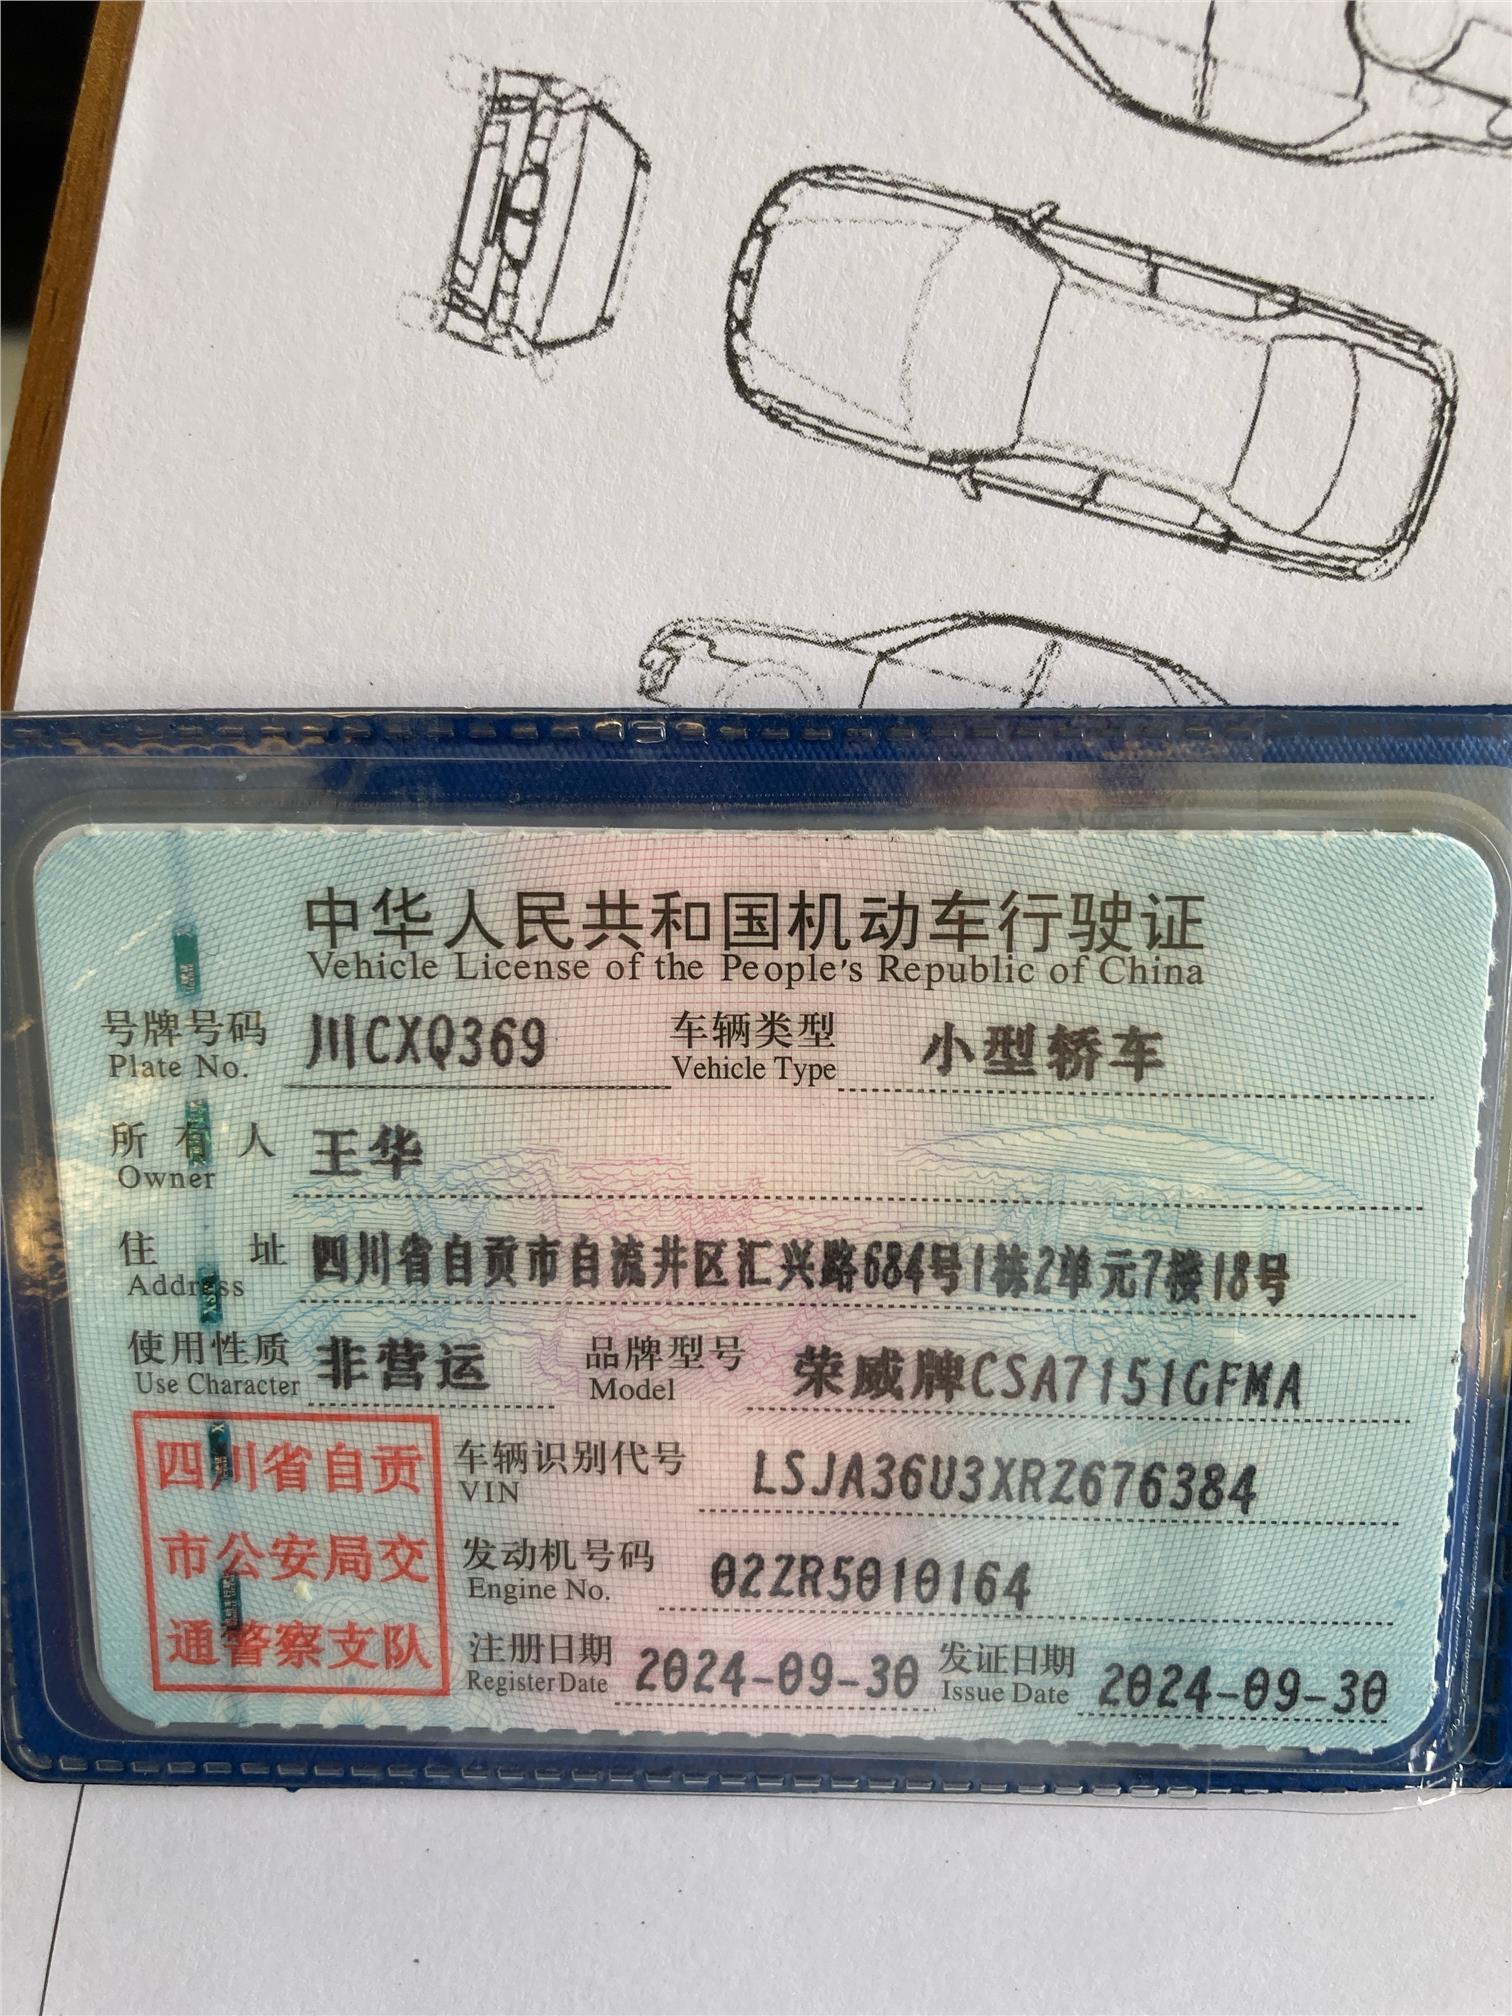 中华人民共和国机动车行驶证
Vehicle License of the People's Republic of China
号牌号码 川CXQ369 车辆类型 小型轿车
Plate No. Vehicle Type
所有人 王华
Owner
住址 四川省自贡市自流井区汇兴路684号1栋2单元7楼18号
Address
使用性质 非营运 品牌型号 荣威牌CSA7151GFMA
Use Character Model
四川省自贡
市公安局交
通警察支队
车辆识别代号 LSJA36U3XRZ676384
VIN
发动机号码 02ZR5010164
Engine No.
注册日期 2024-09-30 发证日期 2024-09-30
Register Date Issue Date